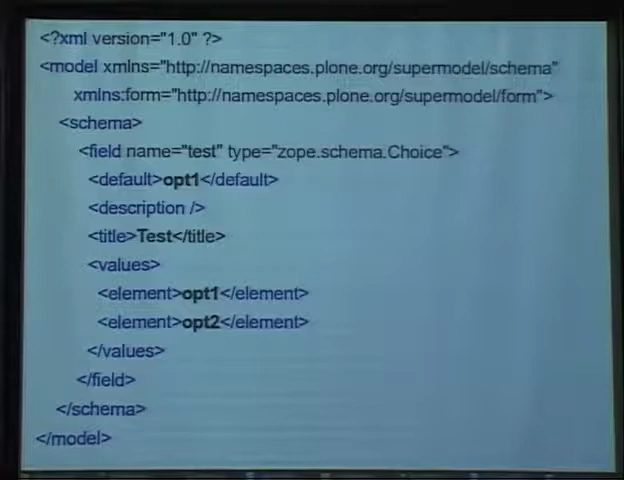 <?xml version="1.0" ?>
<model xmlns="http://namespaces.plone.org/supermodel/schema"
xmlns:form="http://namespaces.plone.org/supermodel/form">
<schema>
<field name="test" type="zope.schema.Choice">
<default>opt1</default>
<description />
<title>Test</title>
<values>
<element>opt1</element>
<element>opt2</element>
</values>
</field>
</schema>
</model>